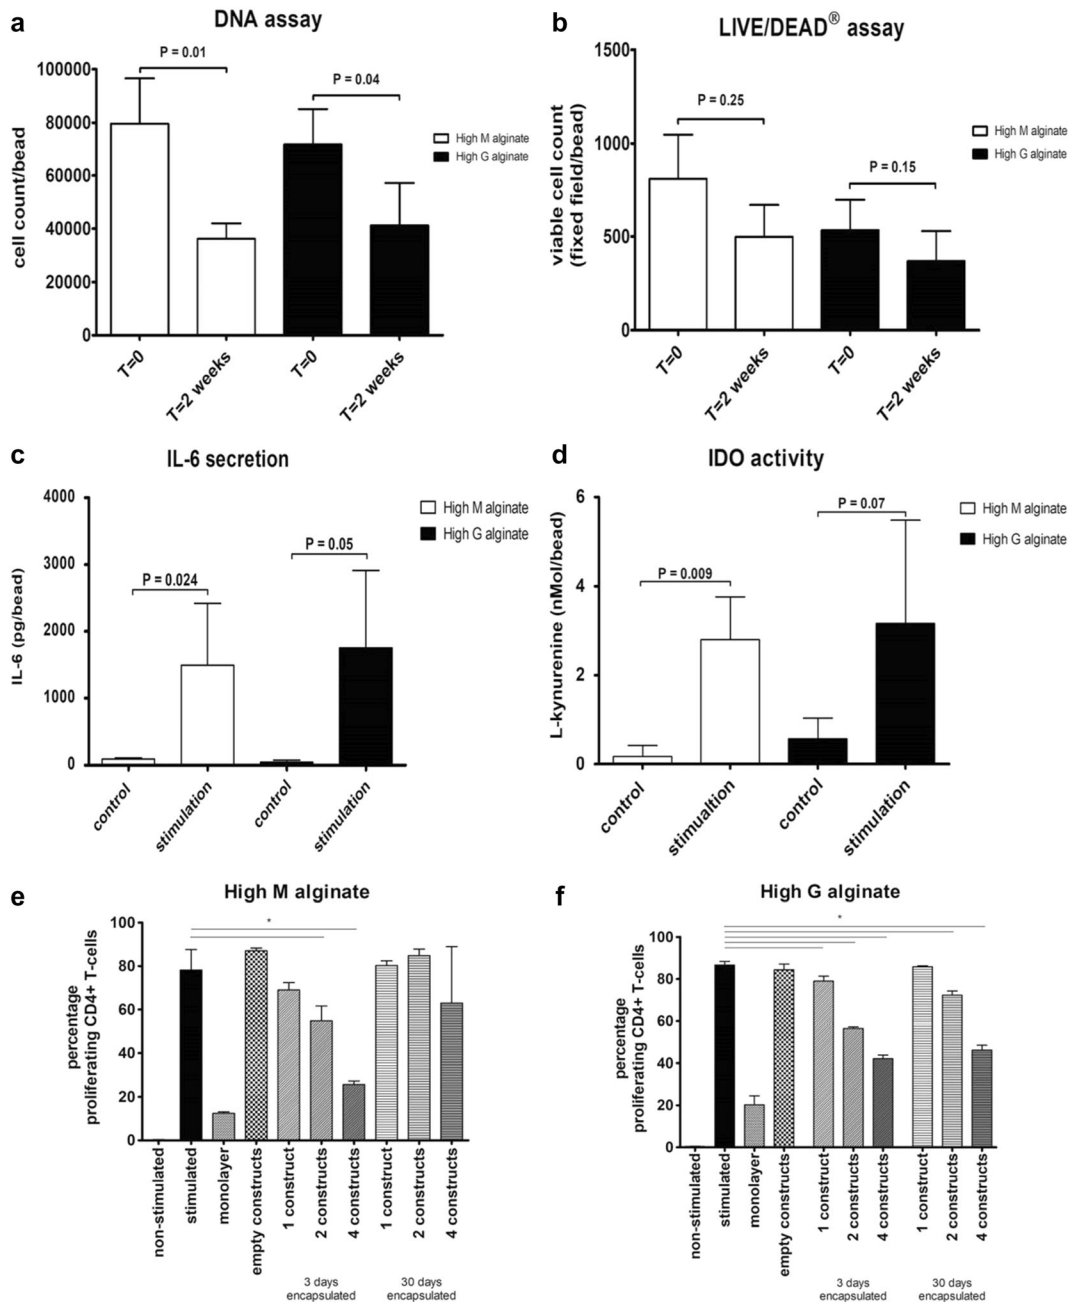 a
DNA assay
P = 0.01
P = 0.04
100000
80000
60000
40000
20000
0
cell count/bead
High M alginate
High G alginate
T=0
T=2 weeks
T=0
T=2 weeks
b
LIVE/DEAD® assay
P = 0.25
P = 0.15
1500
1000
500
0
viable cell count
(fixed field/bead)
High M alginate
High G alginate
T=0
T=2 weeks
T=0
T=2 weeks
c
IL-6 secretion
P = 0.024
P = 0.05
4000
3000
2000
1000
0
IL-6 (pg/bead)
High M alginate
High G alginate
control
stimulation
control
stimulation
d
IDO activity
P = 0.009
P = 0.07
6
4
2
0
L-kynurenine (nMol/bead)
High M alginate
High G alginate
control
stimualtion
control
stimulation
e
High M alginate
*
100
80
60
40
20
0
percentage
proliferating CD4+ T-cells
non-stimulated
stimulated
monolayer
empty constructs
1 construct
2 constructs
4 constructs
1 construct
2 constructs
4 constructs
3 days
encapsulated
30 days
encapsulated
f
High G alginate
*
100
80
60
40
20
0
percentage
proliferating CD4+ T-cells
non-stimulated
stimulated
monolayer
empty constructs
1 construct
2 constructs
4 constructs
1 construct
2 constructs
4 constructs
3 days
encapsulated
30 days
encapsulated